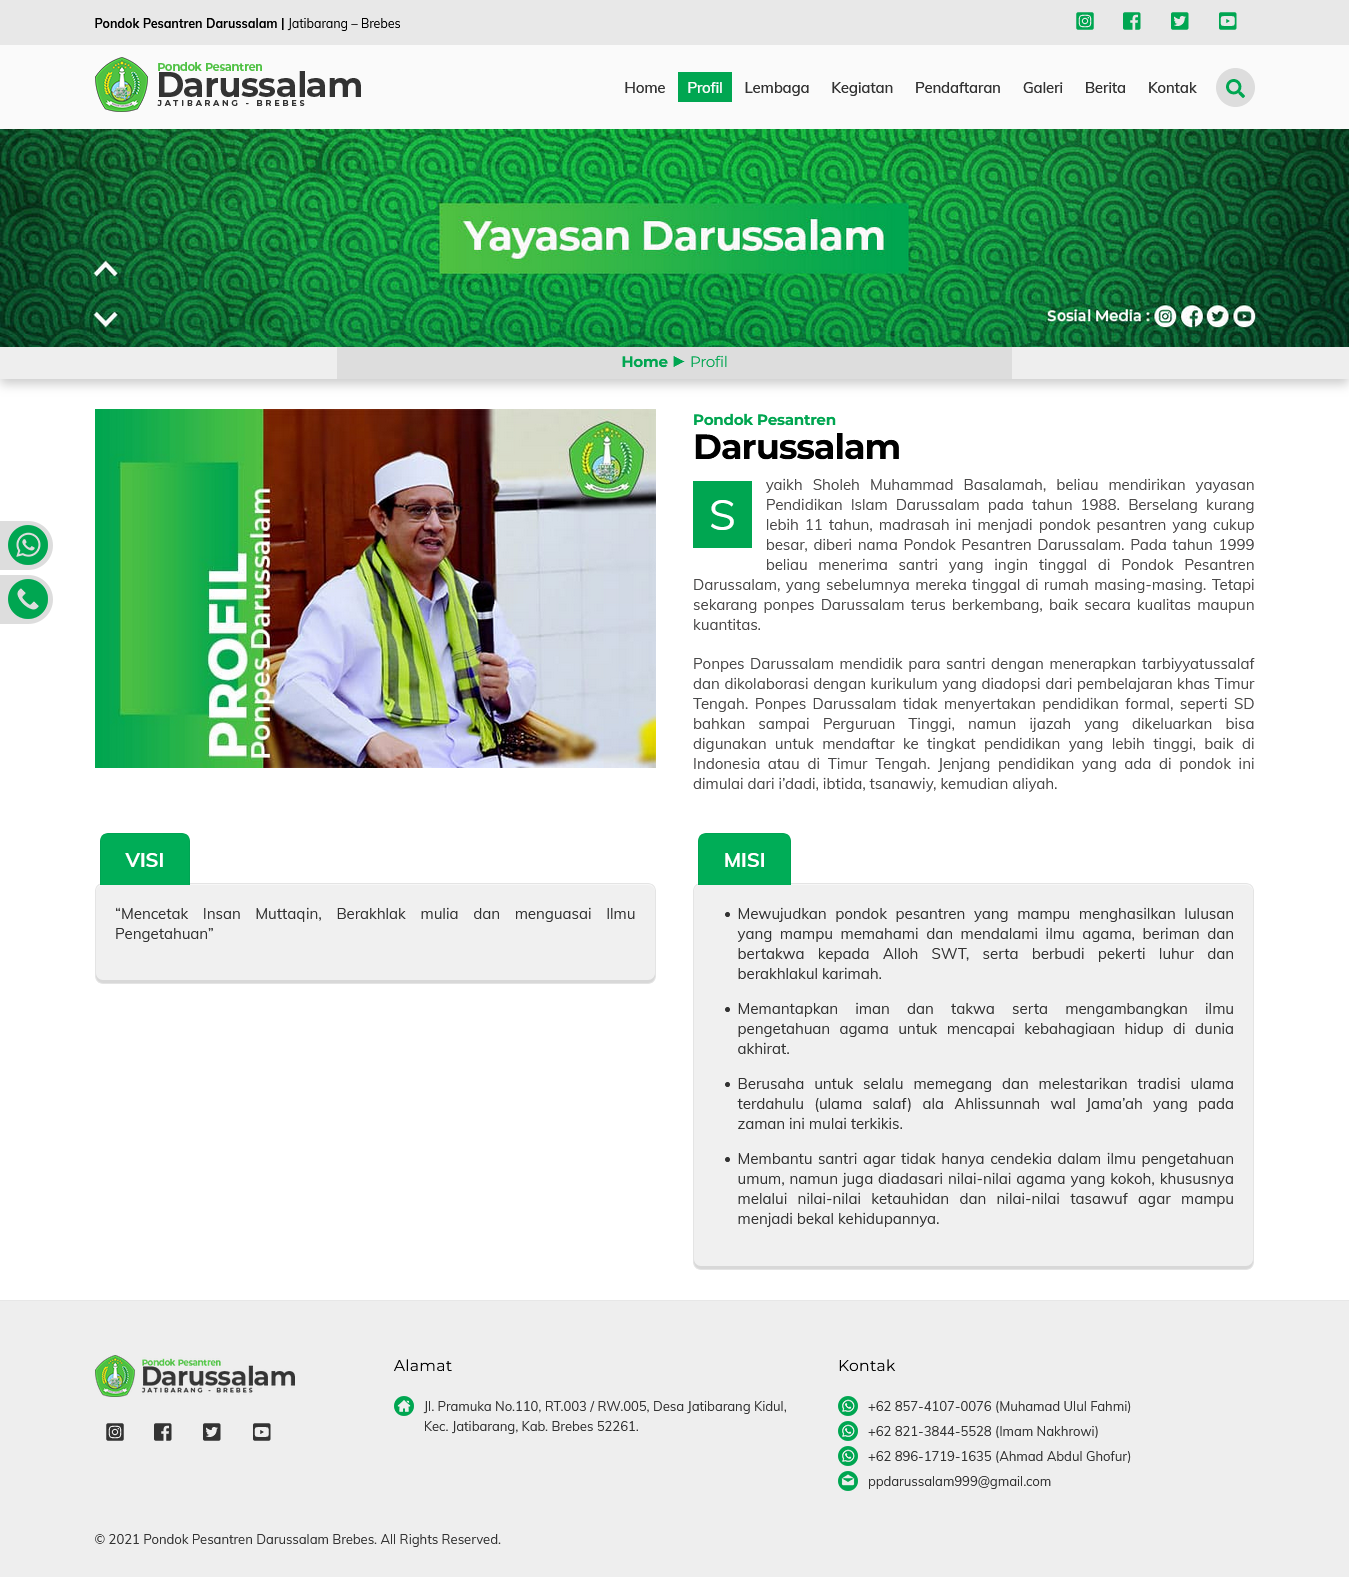 Pondok Pesantren Darussalam | Jatibarang – Brebes
Pondok Pesantren
Darussalam
JATIBARANG - BREBES
Home Profil Lembaga Kegiatan Pendaftaran Galeri Berita Kontak
Yayasan Darussalam
Sosial Media :
Home ▶ Profil
PROFIL
Ponpes Darussalam
Pondok Pesantren
Darussalam
S
yaikh Sholeh Muhammad Basalamah, beliau mendirikan yayasan
Pendidikan Islam Darussalam pada tahun 1988. Berselang kurang
lebih 11 tahun, madrasah ini menjadi pondok pesantren yang cukup
besar, diberi nama Pondok Pesantren Darussalam. Pada tahun 1999
beliau menerima santri yang ingin tinggal di Pondok Pesantren
Darussalam, yang sebelumnya mereka tinggal di rumah masing-masing. Tetapi
sekarang ponpes Darussalam terus berkembang, baik secara kualitas maupun
kuantitas.
Ponpes Darussalam mendidik para santri dengan menerapkan tarbiyyatussalaf
dan dikolaborasi dengan kurikulum yang diadopsi dari pembelajaran khas Timur
Tengah. Ponpes Darussalam tidak menyertakan pendidikan formal, seperti SD
bahkan sampai Perguruan Tinggi, namun ijazah yang dikeluarkan bisa
digunakan untuk mendaftar ke tingkat pendidikan yang lebih tinggi, baik di
Indonesia atau di Timur Tengah. Jenjang pendidikan yang ada di pondok ini
dimulai dari i’dadi, ibtida, tsanawiy, kemudian aliyah.
VISI
“Mencetak Insan Muttaqin, Berakhlak mulia dan menguasai Ilmu
Pengetahuan”
MISI
• Mewujudkan pondok pesantren yang mampu menghasilkan lulusan
yang mampu memahami dan mendalami ilmu agama, beriman dan
bertakwa kepada Alloh SWT, serta berbudi pekerti luhur dan
berakhlakul karimah.
• Memantapkan iman dan takwa serta mengambangkan ilmu
pengetahuan agama untuk mencapai kebahagiaan hidup di dunia
akhirat.
• Berusaha untuk selalu memegang dan melestarikan tradisi ulama
terdahulu (ulama salaf) ala Ahlissunnah wal Jama’ah yang pada
zaman ini mulai terkikis.
• Membantu santri agar tidak hanya cendekia dalam ilmu pengetahuan
umum, namun juga diadasari nilai-nilai agama yang kokoh, khususnya
melalui nilai-nilai ketauhidan dan nilai-nilai tasawuf agar mampu
menjadi bekal kehidupannya.
Pondok Pesantren
Darussalam
JATIBARANG - BREBES
Alamat
Jl. Pramuka No.110, RT.003 / RW.005, Desa Jatibarang Kidul,
Kec. Jatibarang, Kab. Brebes 52261.
Kontak
+62 857-4107-0076 (Muhamad Ulul Fahmi)
+62 821-3844-5528 (Imam Nakhrowi)
+62 896-1719-1635 (Ahmad Abdul Ghofur)
ppdarussalam999@gmail.com
© 2021 Pondok Pesantren Darussalam Brebes. All Rights Reserved.